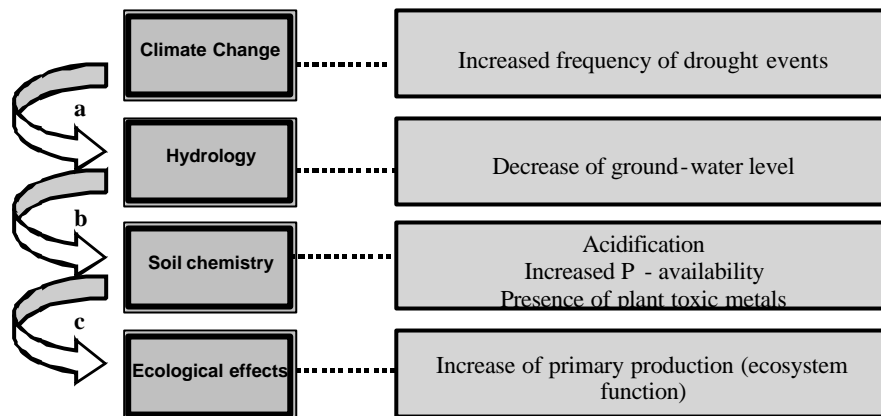 Climate Change
Increased frequency of drought events
a
Hydrology
Decrease of ground-water level
b
Soil chemistry
Acidification
Increased P - availability
Presence of plant toxic metals
c
Ecological effects
Increase of primary production (ecosystem
function)